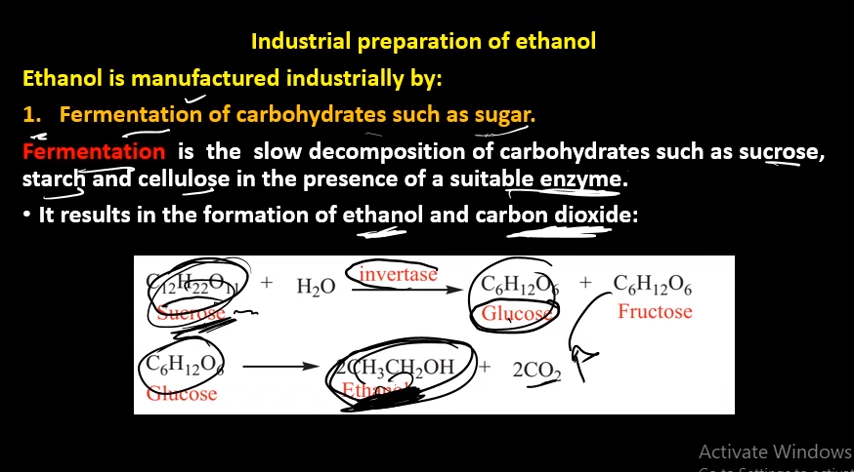 Industrial preparation of ethanol
Ethanol is manufactured industrially by:
1. Fermentation of carbohydrates such as sugar.
Fermentation is the slow decomposition of carbohydrates such as sucrose,
starch and cellulose in the presence of a suitable enzyme.
• It results in the formation of ethanol and carbon dioxide:
C₁₂H₂₂O₁₁ + H₂O invertase C₆H₁₂O₆ + C₆H₁₂O₆
Sucrose Glucose Fructose
C₆H₁₂O₆ ⟶ 2CH₃CH₂OH + 2CO₂
Glucose Ethanol
Activate Windows